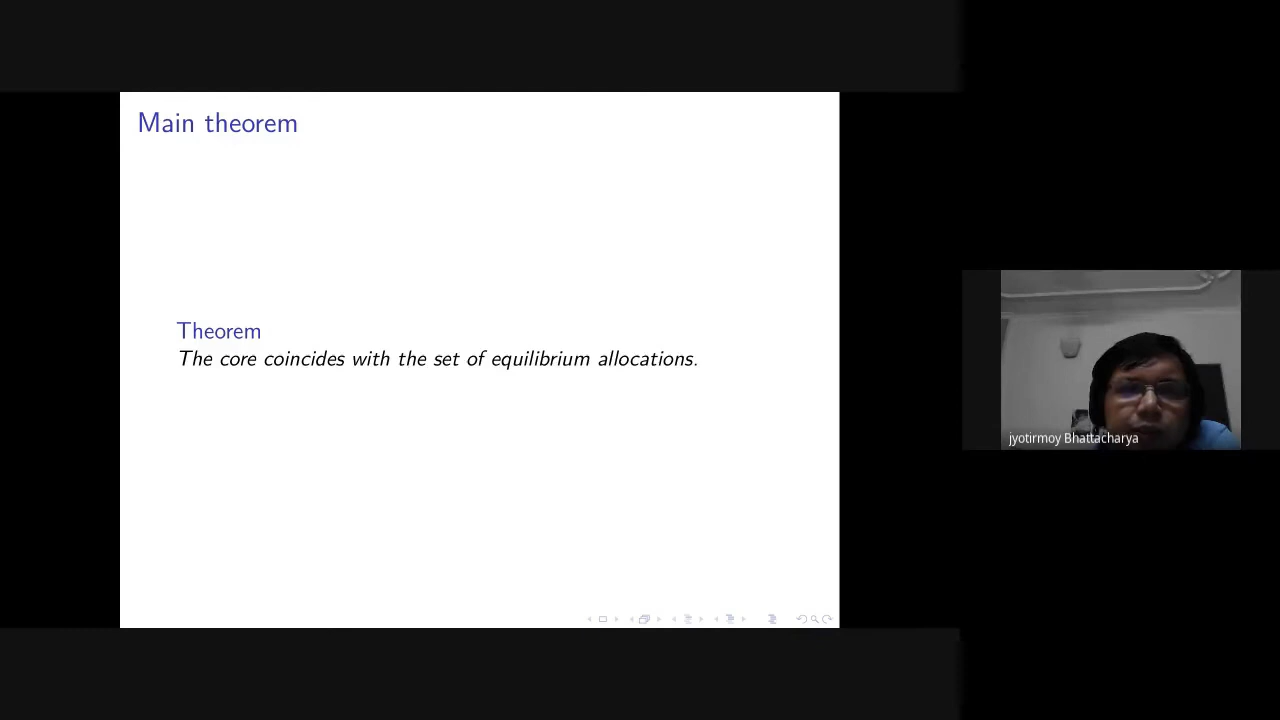 Main theorem
Theorem
The core coincides with the set of equilibrium allocations.
jyotirmoy Bhattacharya